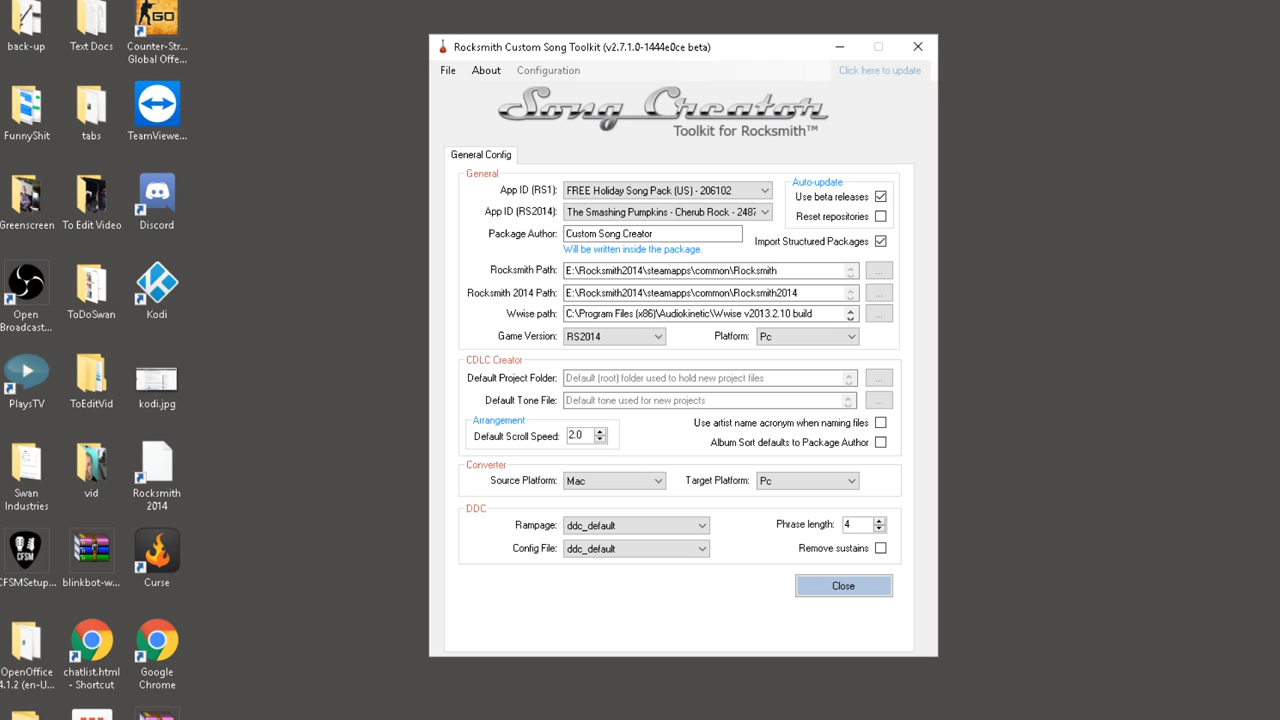 back-up
Text Docs
Counter-Str...
Global Offe...
GO
FunnyShit
tabs
TeamViewe...
Greenscreen
To Edit Video
Discord
Open
Broadcast...
ToDoSwan
Kodi
PlaysTV
ToEditVid
kodi.jpg
Swan
Industries
vid
Rocksmith
2014
CFSM
CFSMSetup...
blinkbot-w...
Curse
OpenOffice
4.1.2 (en-U...
chatlist.html
- Shortcut
Google
Chrome
Rocksmith Custom Song Toolkit (v2.7.1.0-1444e0ce beta)
File About Configuration Click here to update
Song Creator
Toolkit for Rocksmith™
General Config
General
App ID (RS1): FREE Holiday Song Pack (US) - 206102
App ID (RS2014): The Smashing Pumpkins - Cherub Rock - 2487
Package Author: Custom Song Creator
Will be written inside the package.
Auto-update
Use beta releases
Reset repositories
Import Structured Packages
Rocksmith Path: E:\Rocksmith2014\steamapps\common\Rocksmith ...
Rocksmith 2014 Path: E:\Rocksmith2014\steamapps\common\Rocksmith2014 ...
Wwise path: C:\Program Files (x86)\Audiokinetic\Wwise v2013.2.10 build ...
Game Version: RS2014 Platform: Pc
CDLC Creator
Default Project Folder: Default (root) folder used to hold new project files ...
Default Tone File: Default tone used for new projects ...
Arrangement
Default Scroll Speed: 2.0
Use artist name acronym when naming files
Album Sort defaults to Package Author
Converter
Source Platform: Mac Target Platform: Pc
DDC
Rampage: ddc_default Phrase length: 4
Config File: ddc_default Remove sustains
Close